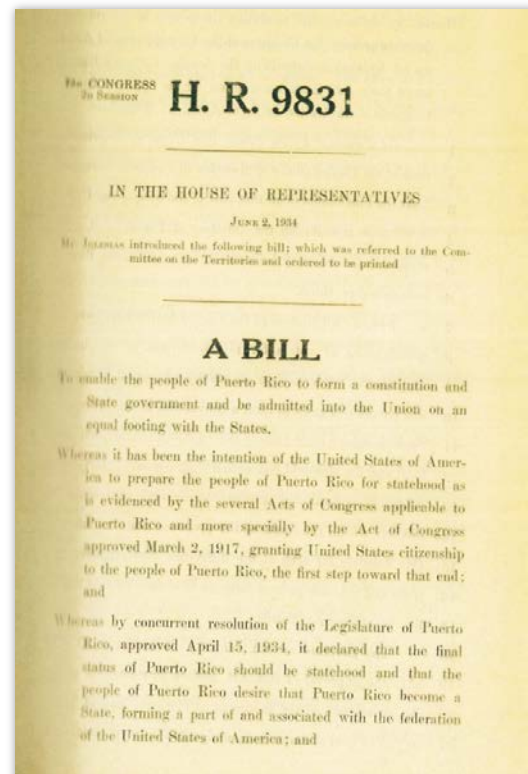 CONGRESS
2D SESSION
H. R. 9831
IN THE HOUSE OF REPRESENTATIVES
JUNE 2, 1934
Mr. IGLESIAS introduced the following bill; which was referred to the Com-
mittee on the Territories and ordered to be printed
A BILL
To enable the people of Puerto Rico to form a constitution and
State government and be admitted into the Union on an
equal footing with the States.
Whereas it has been the intention of the United States of Amer-
ica to prepare the people of Puerto Rico for statehood as
is evidenced by the several Acts of Congress applicable to
Puerto Rico and more specially by the Act of Congress
approved March 2, 1917, granting United States citizenship
to the people of Puerto Rico, the first step toward that end;
and
Whereas by concurrent resolution of the Legislature of Puerto
Rico, approved April 15, 1934, it declared that the final
status of Puerto Rico should be statehood and that the
people of Puerto Rico desire that Puerto Rico become a
State, forming a part of and associated with the federation
of the United States of America; and